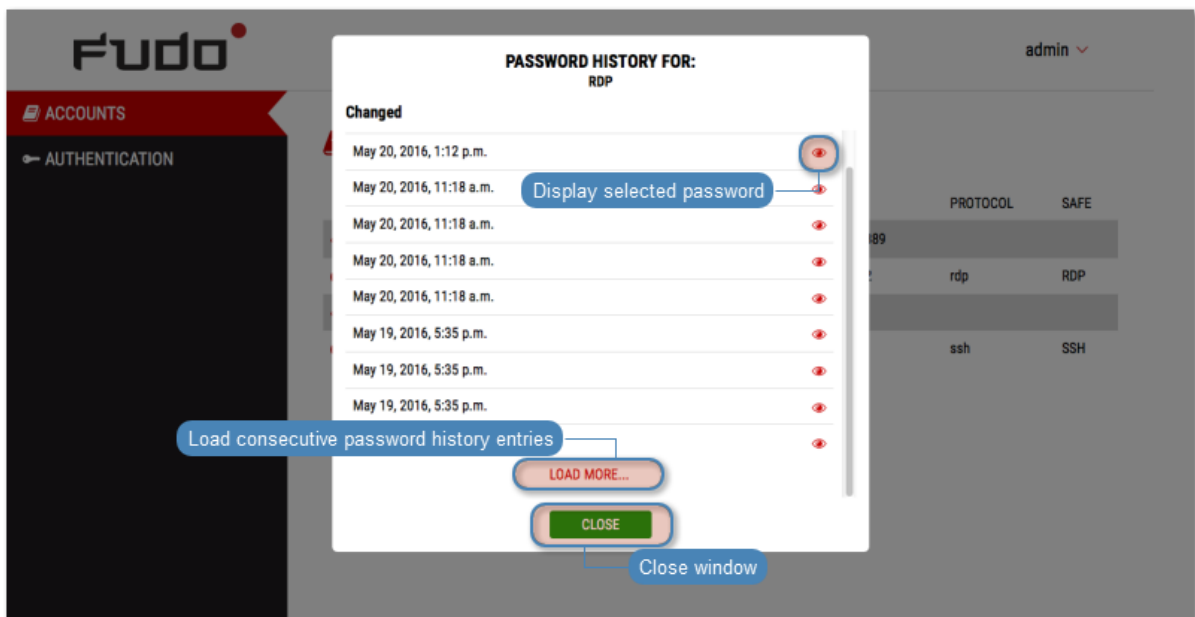 Fudo
admin
ACCOUNTS
AUTHENTICATION
PASSWORD HISTORY FOR:
RDP
Changed
May 20, 2016, 1:12 p.m.
Display selected password
May 20, 2016, 11:18 a.m.
May 20, 2016, 11:18 a.m.
May 20, 2016, 11:18 a.m.
May 20, 2016, 11:18 a.m.
May 19, 2016, 5:35 p.m.
May 19, 2016, 5:35 p.m.
May 19, 2016, 5:35 p.m.
Load consecutive password history entries
LOAD MORE...
CLOSE
Close window
PROTOCOL SAFE
rdp RDP
ssh SSH